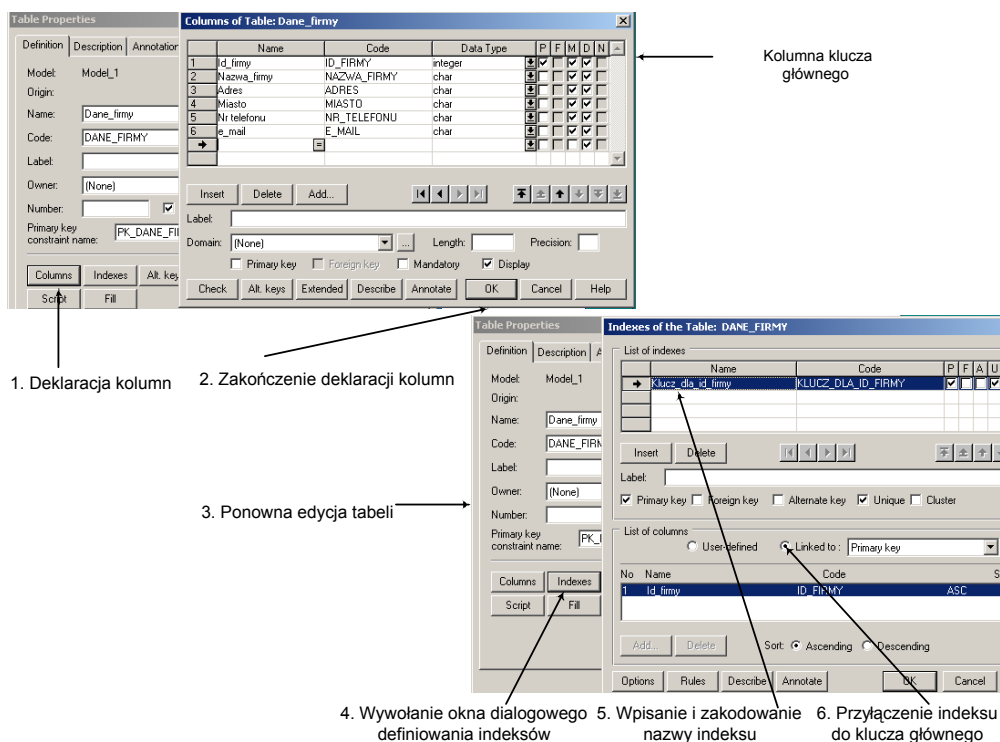 Table Properties
Definition Description Annotation
Model: Model_1
Origin:
Name: Dane_firmy
Code: DANE_FIRMY
Label:
Owner: (None)
Number:
Primary key
constraint name: PK_DANE_FI
Columns Indexes Alt. key
Script Fill
Columns of Table: Dane_firmy
Name Code Data Type P F M D N
1 Id_firmy ID_FIRMY integer
2 Nazwa_firmy NAZWA_FIRMY char
3 Adres ADRES char
4 Miasto MIASTO char
5 Nr telefonu NR_TELEFONU char
6 e_mail E_MAIL char
Insert Delete Add...
Label:
Domain: (None) ... Length: Precision:
Primary key Foreign key Mandatory Display
Check Alt. keys Extended Describe Annotate OK Cancel Help
Kolumna klucza
głównego
1. Deklaracja kolumn
2. Zakończenie deklaracji kolumn
3. Ponowna edycja tabeli
Table Properties
Definition Description A
Model: Model_1
Origin:
Name: Dane_firmy
Code: DANE_FIRM
Label:
Owner: (None)
Number:
Primary key
constraint name: PK_
Columns Indexes
Script Fill
Indexes of the Table: DANE_FIRMY
List of indexes
Name Code P F A U
Klucz_dla_id_firmy KLUCZ_DLA_ID_FIRMY
Insert Delete
Label:
Primary key Foreign key Alternate key Unique Cluster
List of columns
User-defined Linked to : Primary key
No Name Code S
1 Id_firmy ID_FIRMY ASC
Add... Delete Sort: Ascending Descending
Options Rules Describe Annotate OK Cancel
4. Wywołanie okna dialogowego
definiowania indeksów
5. Wpisanie i zakodowanie
nazwy indeksu
6. Przyłączenie indeksu
do klucza głównego